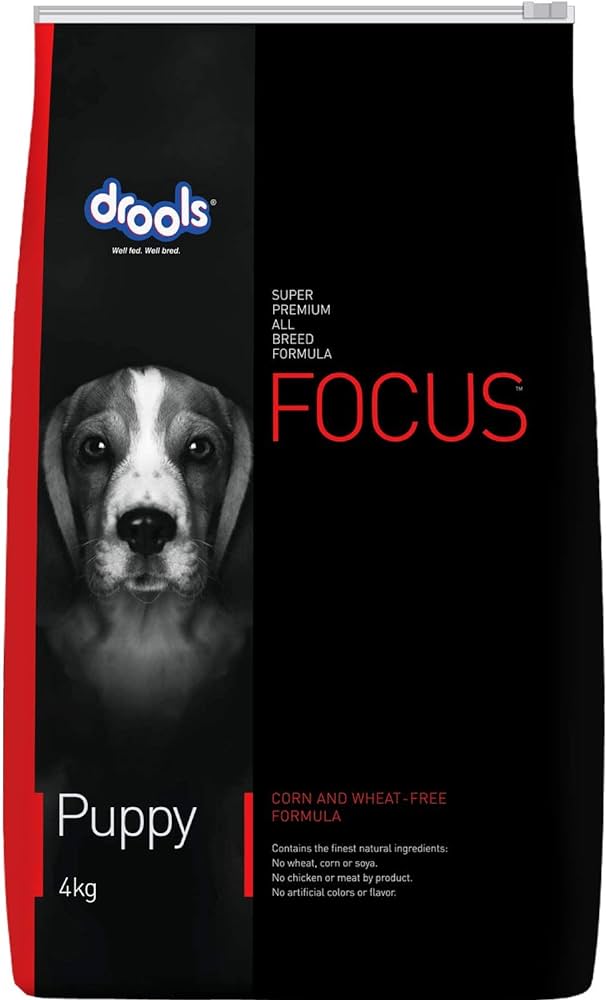 drools®
Well fed. Well bred.
SUPER
PREMIUM
ALL
BREED
FORMULA
FOCUS™
Puppy
4kg
CORN AND WHEAT-FREE
FORMULA
Contains the finest natural ingredients:
No wheat, corn or soya.
No chicken or meat by product.
No artificial colors or flavor.